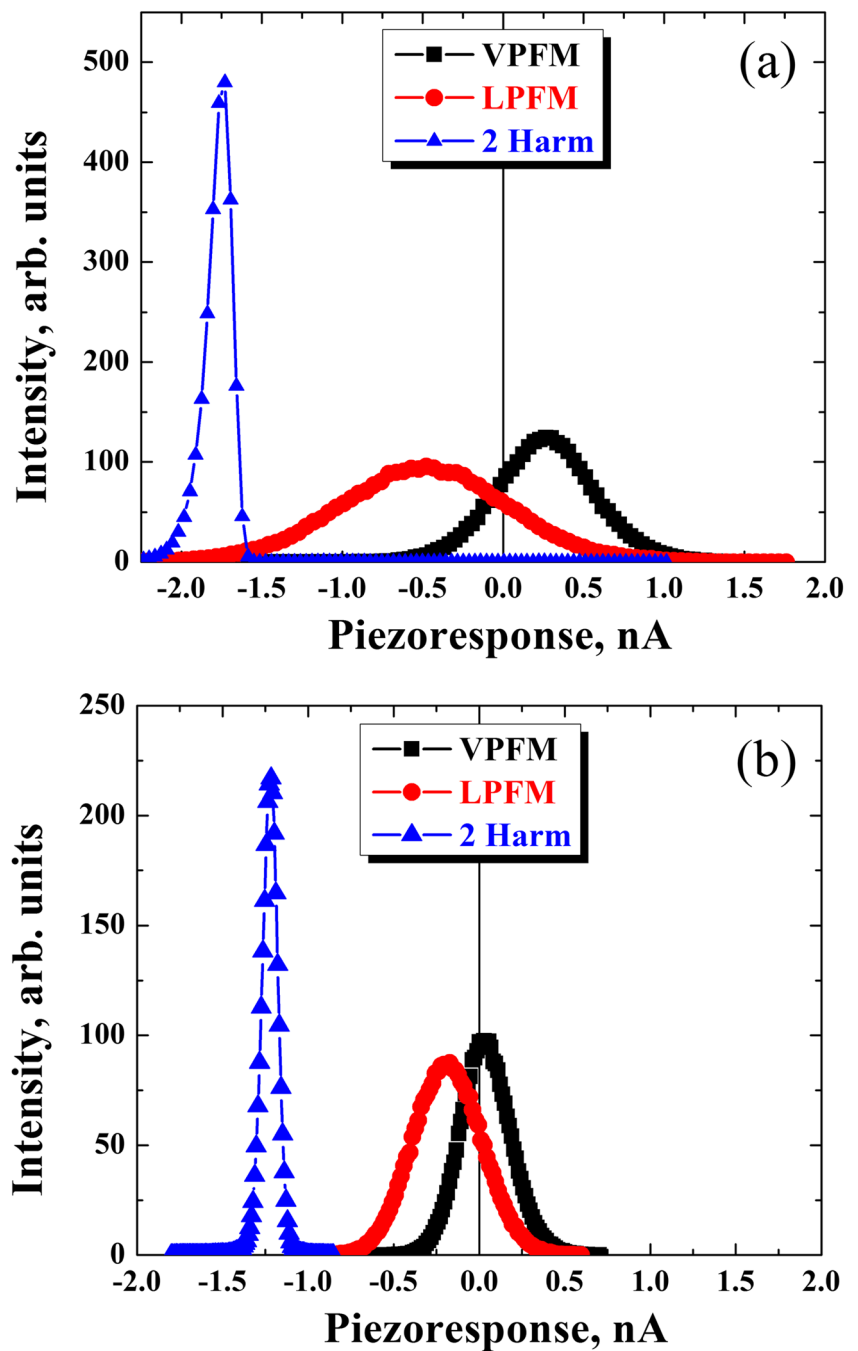 (a)
VPFM
LPFM
2 Harm
Intensity, arb. units
500
400
300
200
100
0
-2.0 -1.5 -1.0 -0.5 0.0 0.5 1.0 1.5 2.0
Piezoresponse, nA
(b)
VPFM
LPFM
2 Harm
Intensity, arb. units
250
200
150
100
50
0
-2.0 -1.5 -1.0 -0.5 0.0 0.5 1.0 1.5 2.0
Piezoresponse, nA